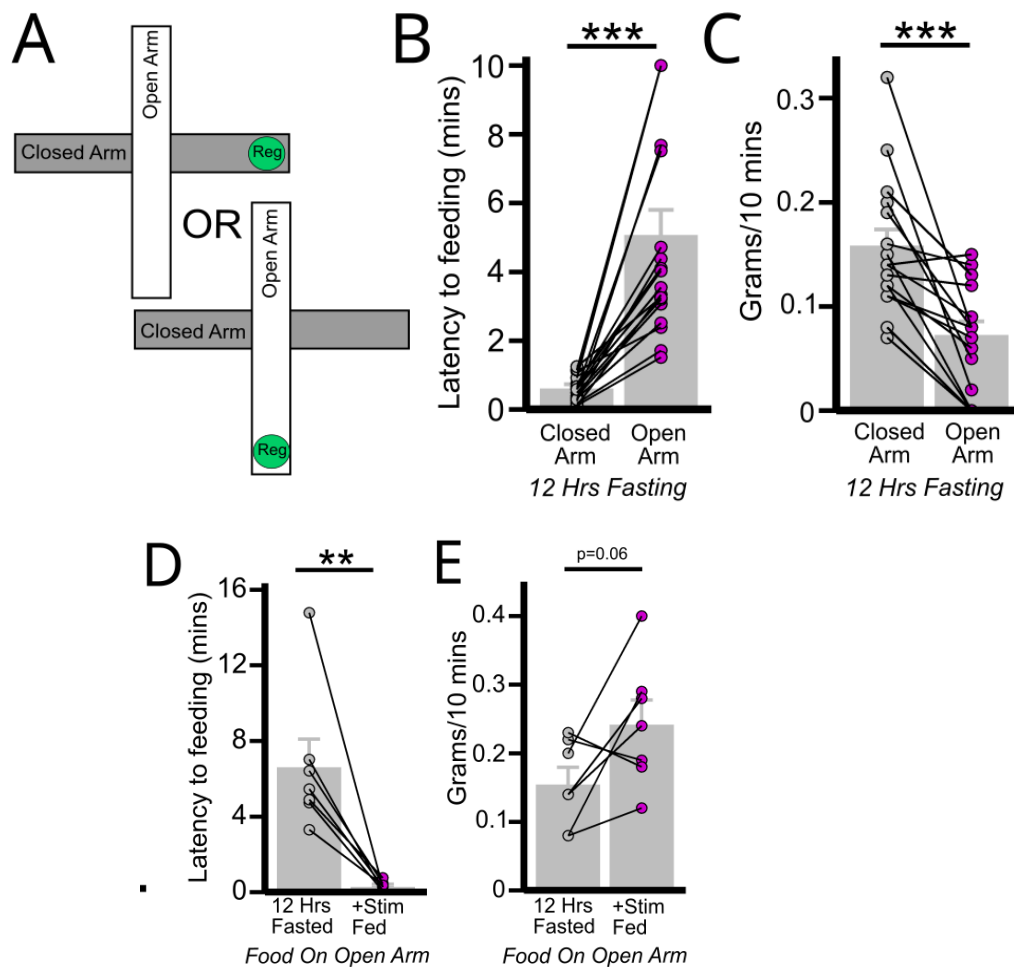 A
Open Arm
Closed Arm
Reg
OR
Open Arm
Closed Arm
Reg
B
***
Latency to feeding (mins)
10
8
6
4
2
0
Closed Arm
Open Arm
12 Hrs Fasting
C
***
Grams/10 mins
0.3
0.2
0.1
0
Closed Arm
Open Arm
12 Hrs Fasting
D
**
Latency to feeding (mins)
16
12
8
4
0
12 Hrs Fasted
+Stim Fed
Food On Open Arm
E
p=0.06
Grams/10 mins
0.4
0.3
0.2
0.1
0
12 Hrs Fasted
+Stim Fed
Food On Open Arm